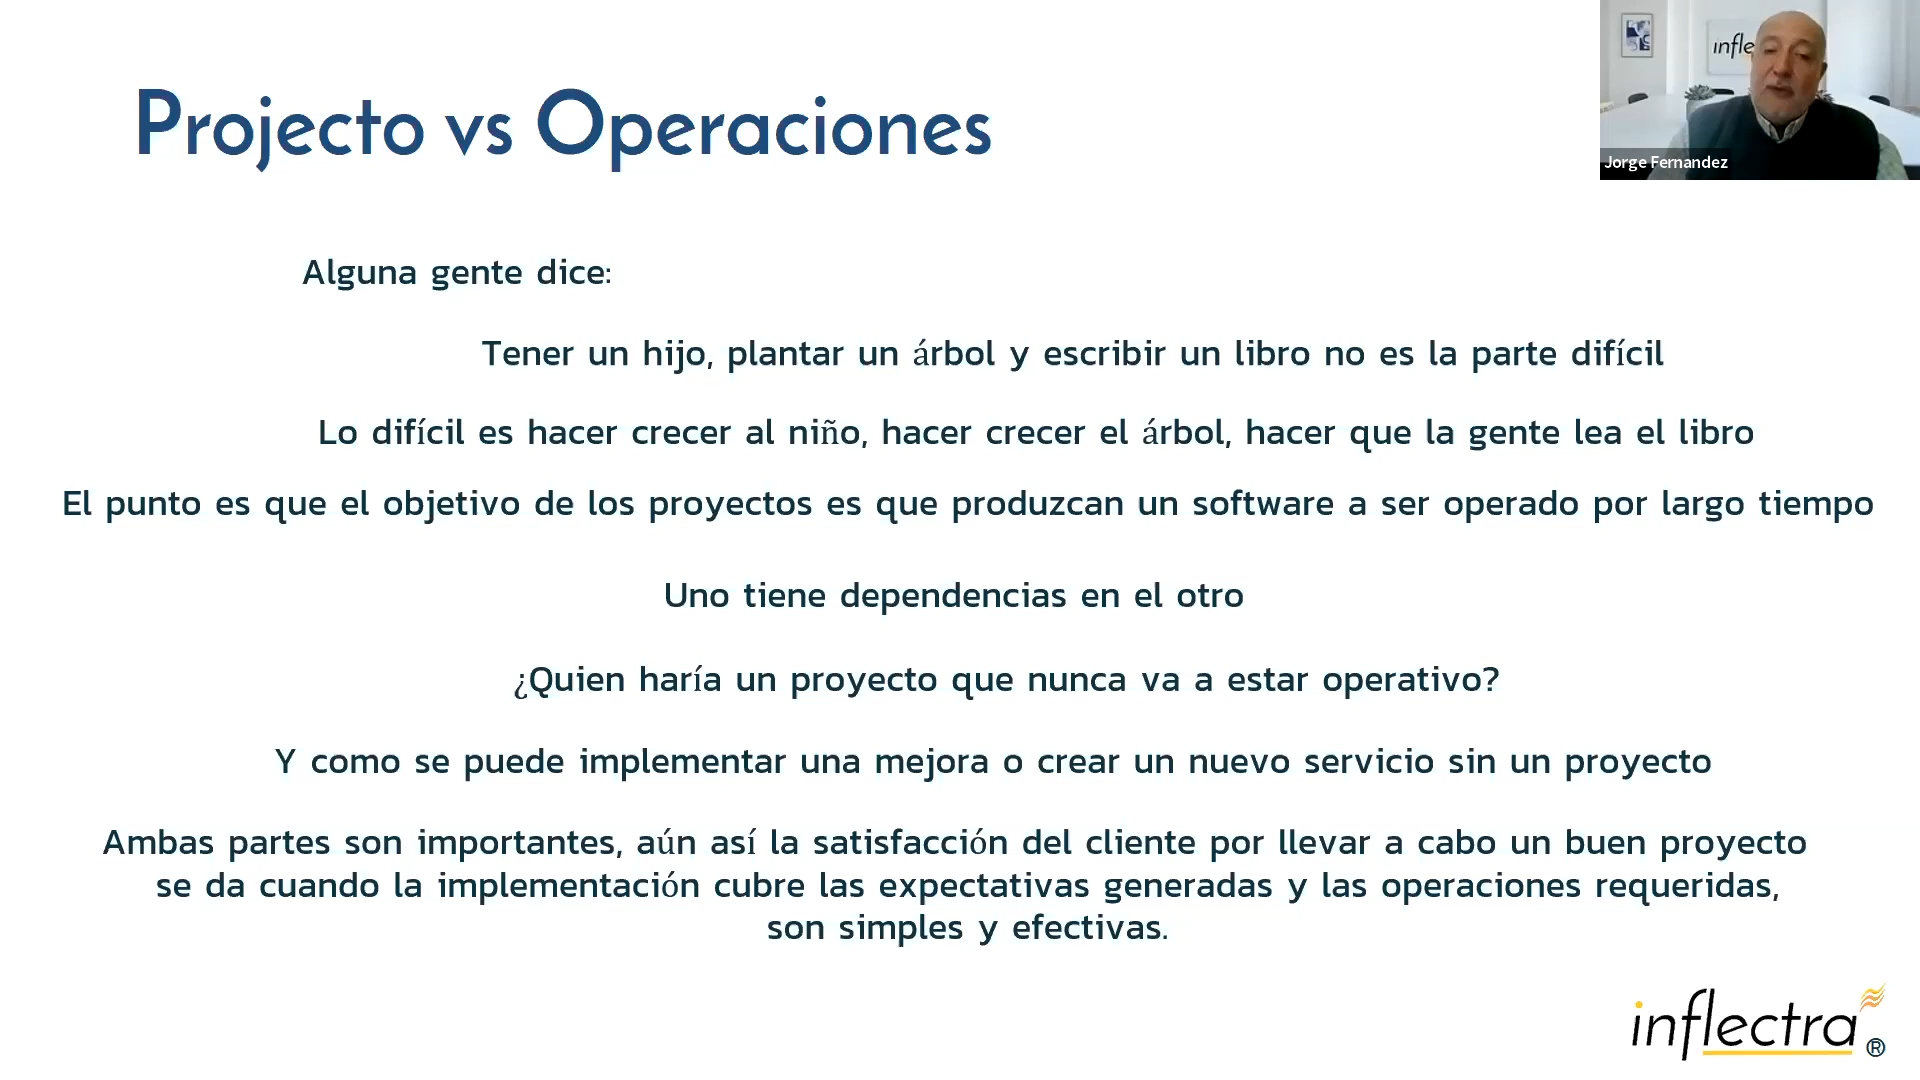 Projecto vs Operaciones
infle
Jorge Fernandez
Alguna gente dice:
Tener un hijo, plantar un árbol y escribir un libro no es la parte difícil
Lo difícil es hacer crecer al niño, hacer crecer el árbol, hacer que la gente lea el libro
El punto es que el objetivo de los proyectos es que produzcan un software a ser operado por largo tiempo
Uno tiene dependencias en el otro
¿Quien haría un proyecto que nunca va a estar operativo?
Y como se puede implementar una mejora o crear un nuevo servicio sin un proyecto
Ambas partes son importantes, aún así la satisfacción del cliente por llevar a cabo un buen proyecto
se da cuando la implementación cubre las expectativas generadas y las operaciones requeridas,
son simples y efectivas.
inflectra®